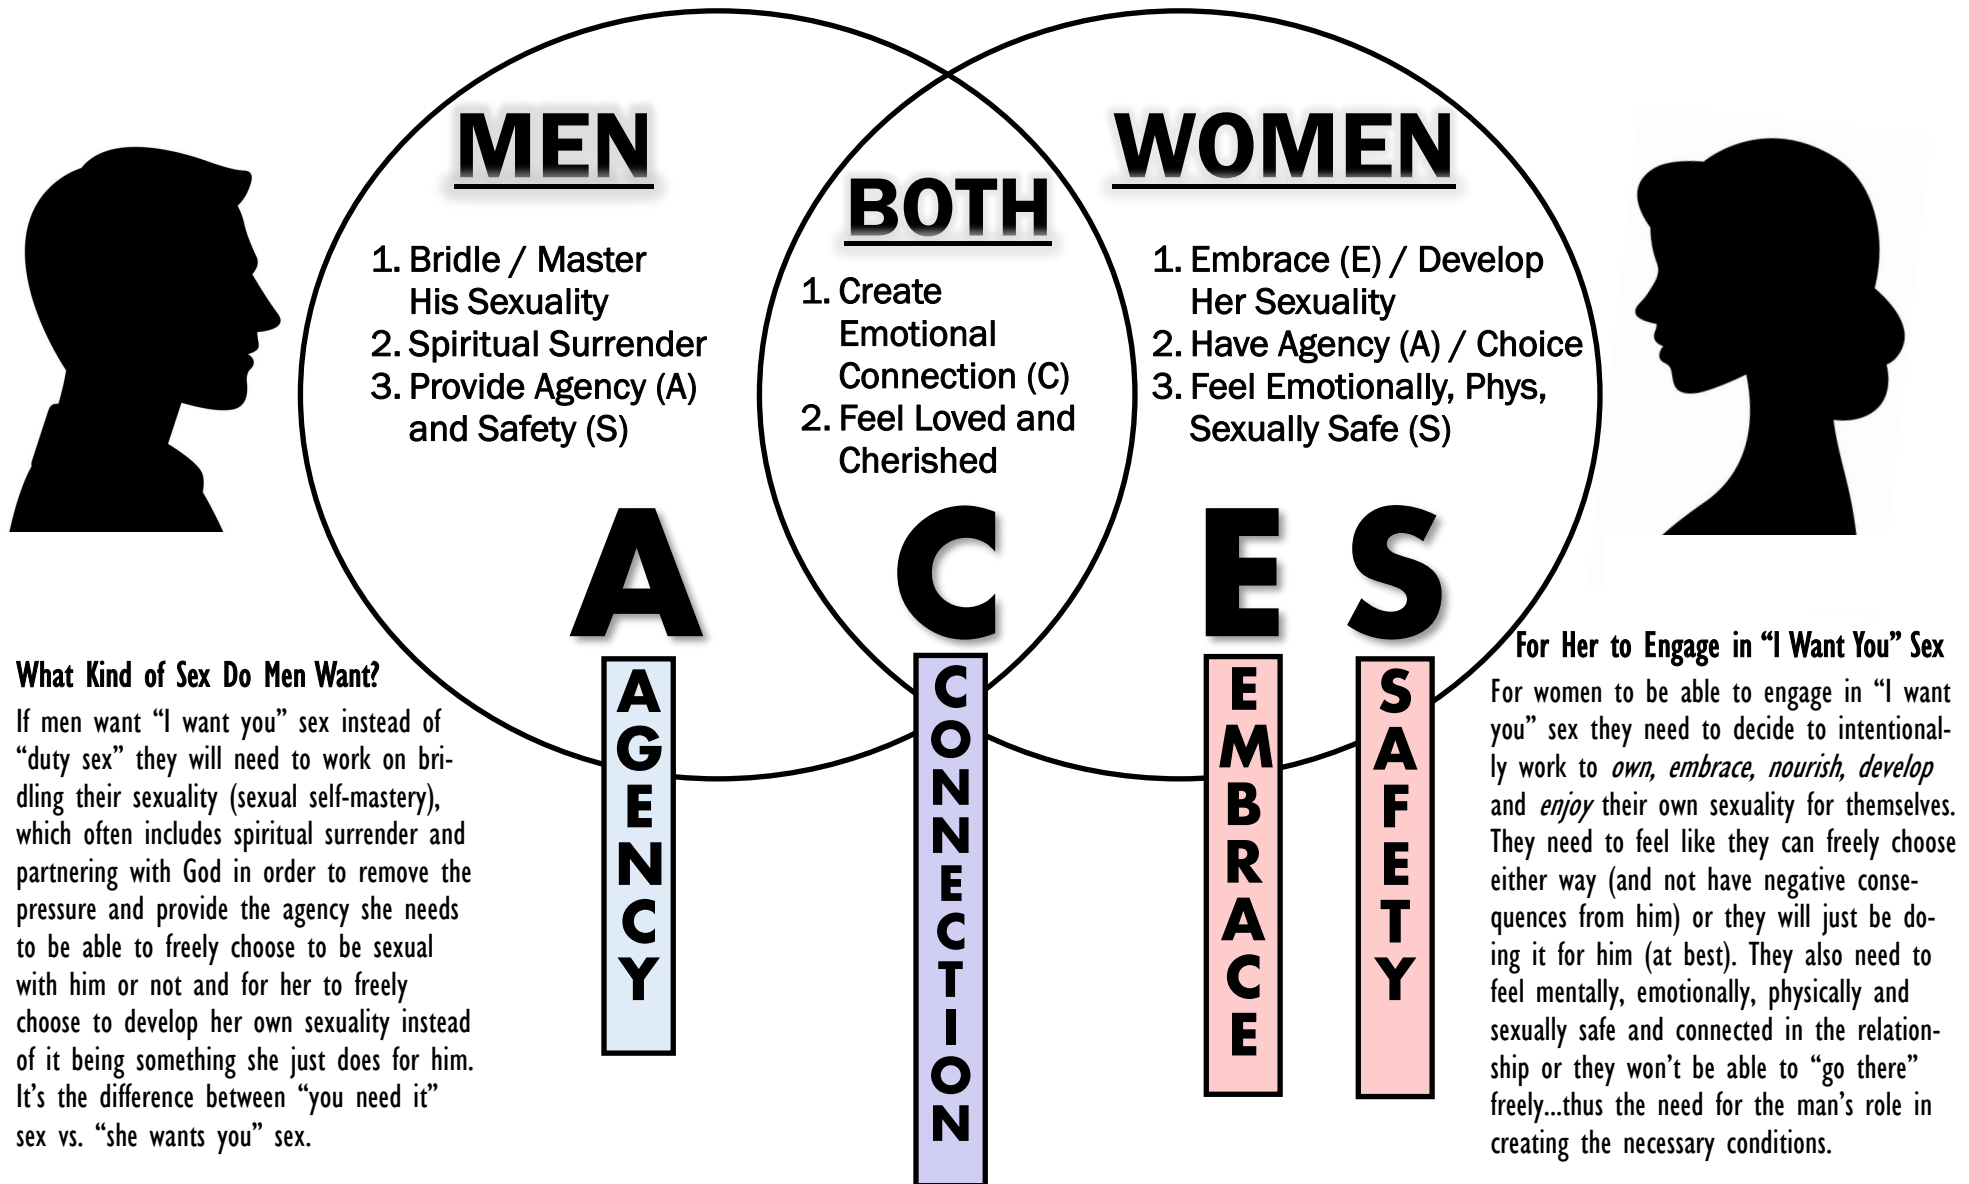 MEN
1. Bridle / Master
His Sexuality
2. Spiritual Surrender
3. Provide Agency (A)
and Safety (S)
BOTH
1. Create
Emotional
Connection (C)
2. Feel Loved and
Cherished
WOMEN
1. Embrace (E) / Develop
Her Sexuality
2. Have Agency (A) / Choice
3. Feel Emotionally, Phys,
Sexually Safe (S)
A C E S
AGENCY
CONNECTION
EMBRACE
SAFETY
What Kind of Sex Do Men Want?
If men want “I want you” sex instead of
“duty sex” they will need to work on bri-
dling their sexuality (sexual self-mastery),
which often includes spiritual surrender and
partnering with God in order to remove the
pressure and provide the agency she needs
to be able to freely choose to be sexual
with him or not and for her to freely
choose to develop her own sexuality instead
of it being something she just does for him.
It’s the difference between “you need it”
sex vs. “she wants you” sex.
For Her to Engage in “I Want You” Sex
For women to be able to engage in “I want
you” sex they need to decide to intentional-
ly work to own, embrace, nourish, develop
and enjoy their own sexuality for themselves.
They need to feel like they can freely choose
either way (and not have negative conse-
quences from him) or they will just be do-
ing it for him (at best). They also need to
feel mentally, emotionally, physically and
sexually safe and connected in the relation-
ship or they won’t be able to “go there”
freely...thus the need for the man’s role in
creating the necessary conditions.